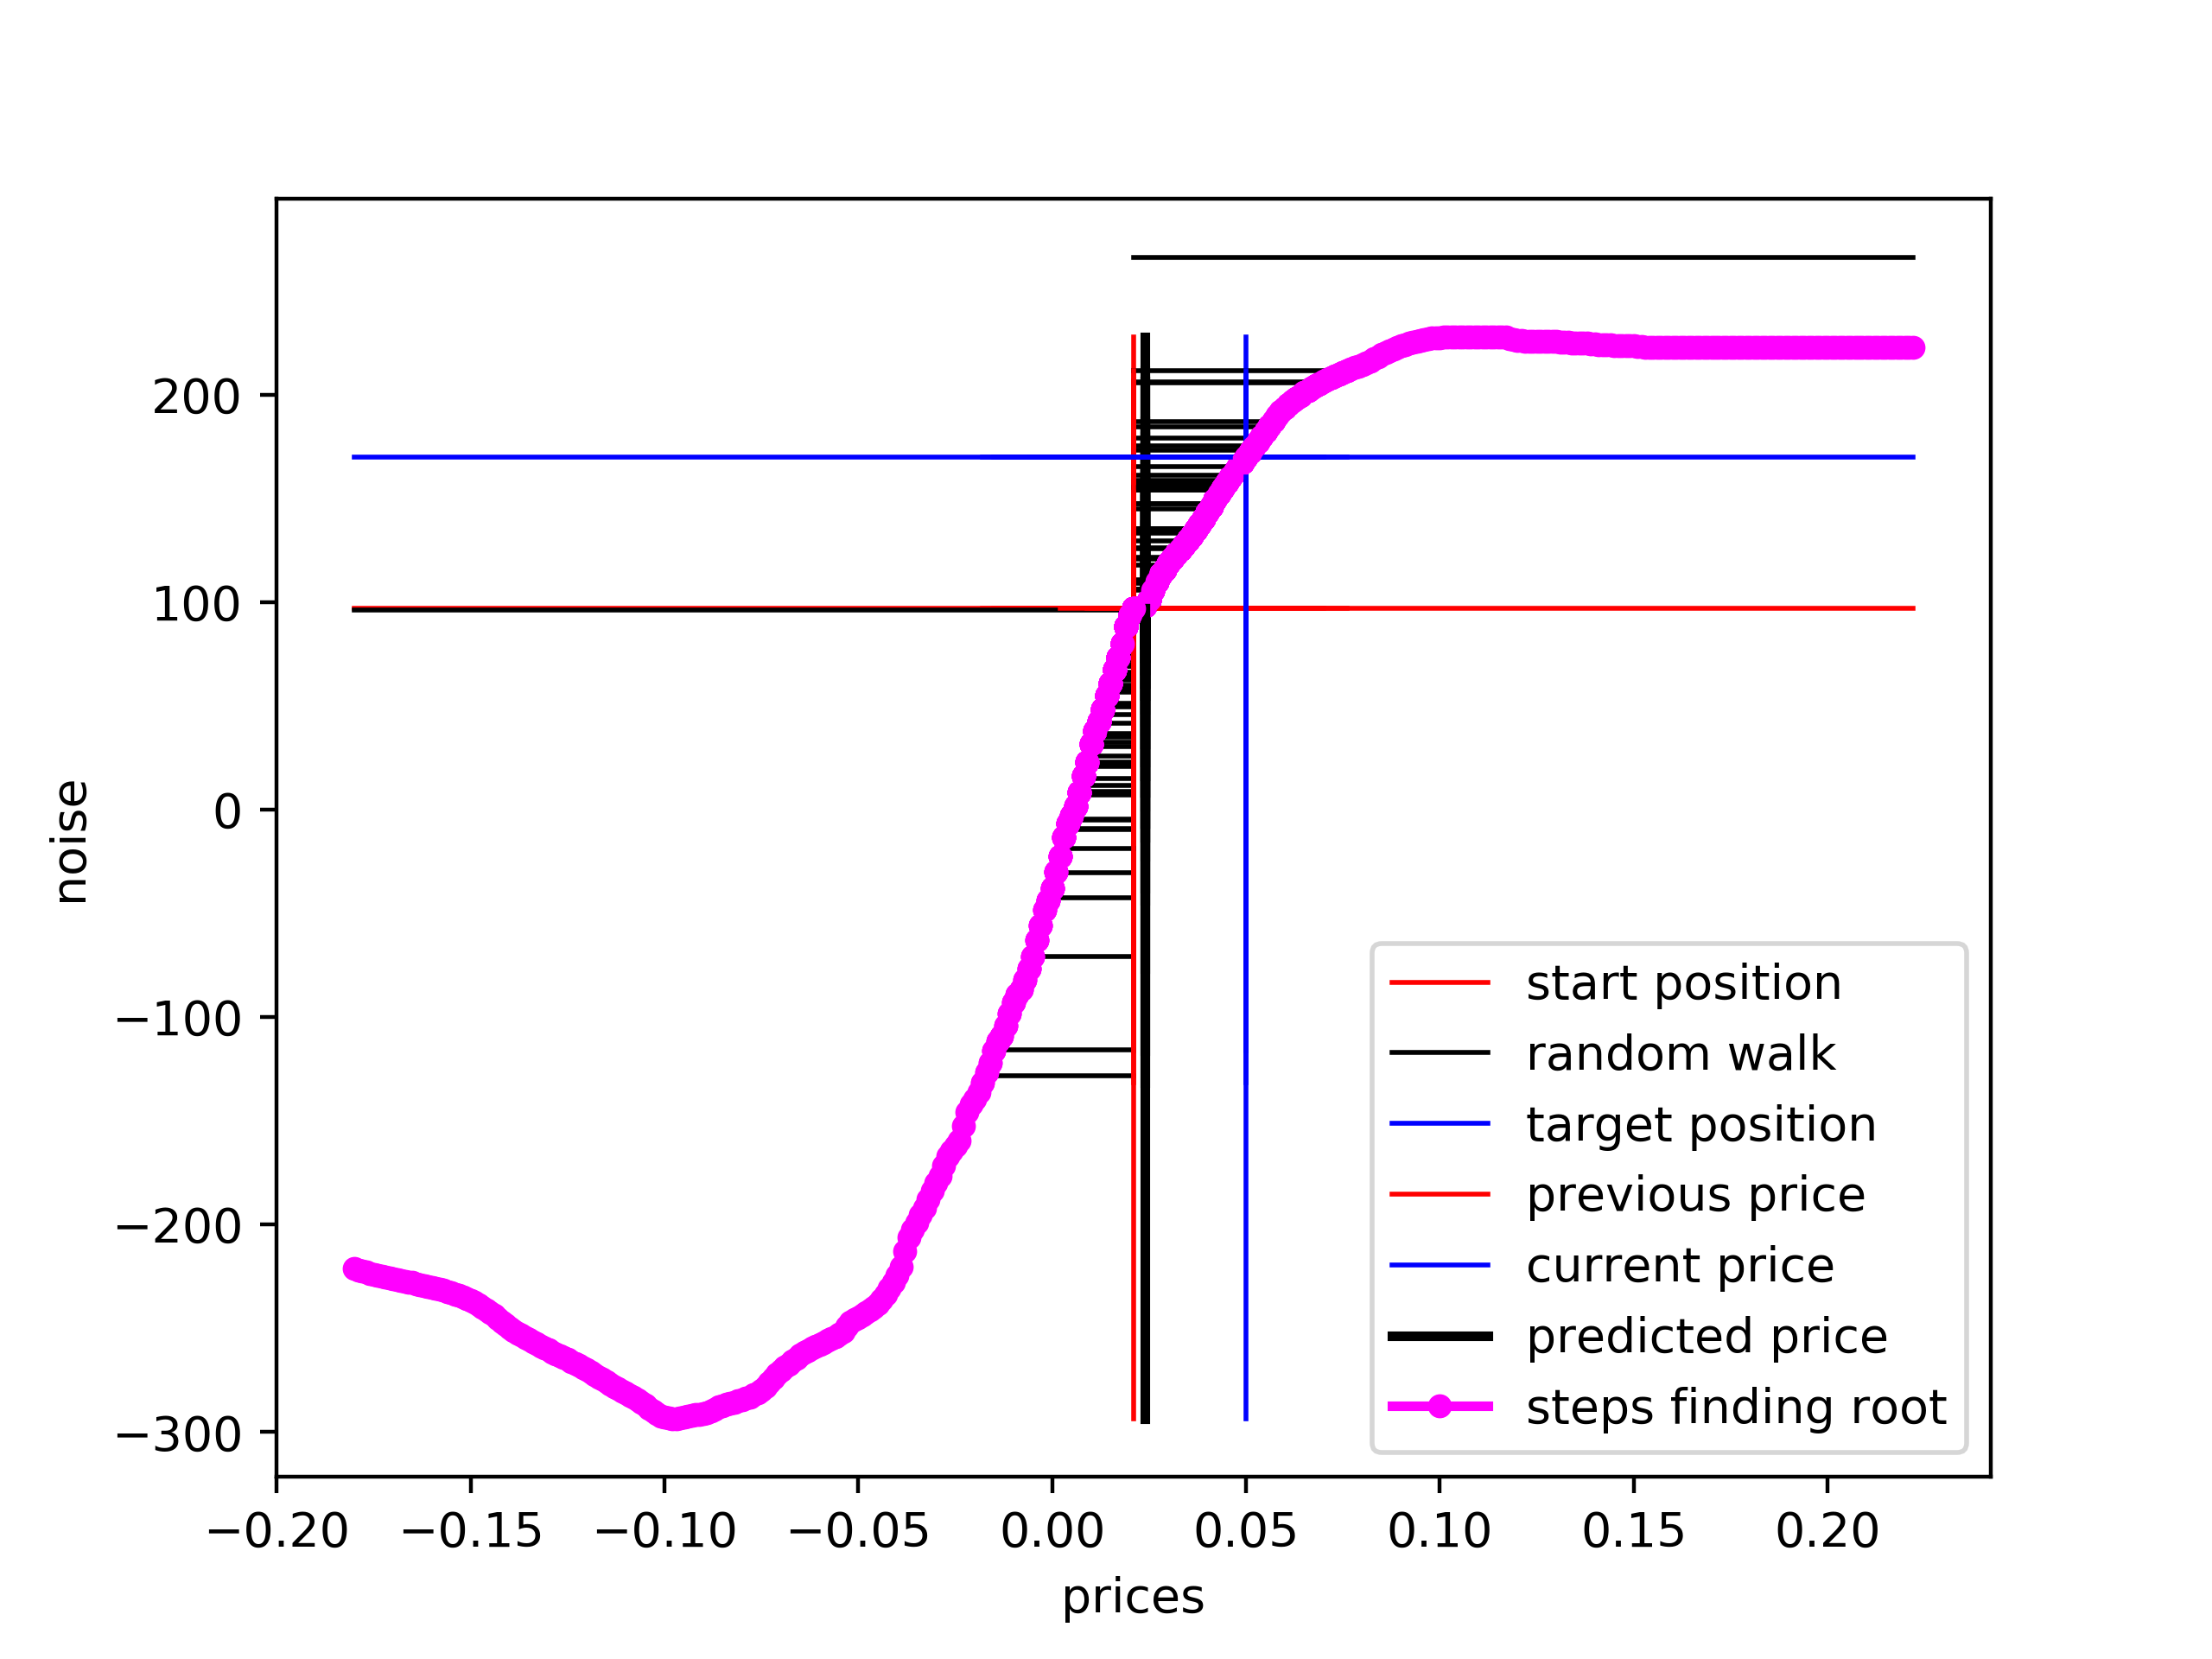 noise
200
100
0
−100
−200
−300
start position
random walk
target position
previous price
current price
predicted price
steps finding root
−0.20 −0.15 −0.10 −0.05 0.00 0.05 0.10 0.15 0.20
prices